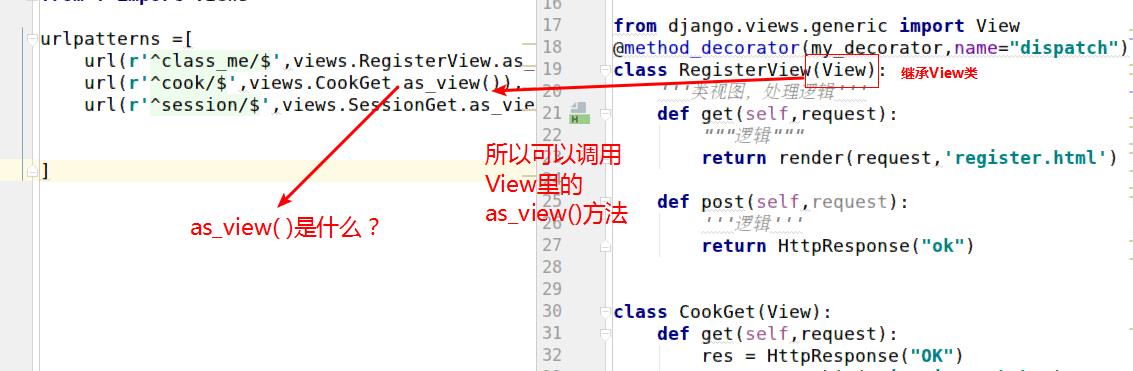 urlpatterns =[
url(r'^class_me/$',views.RegisterView.as_
url(r'^cook/$',views.CookGet.as_view()),
url(r'^session/$',views.SessionGet.as_vie
]
as_view( )是什么？
所以可以调用
View里的
as_view()方法
16
17 from django.views.generic import View
18 @method_decorator(my_decorator,name="dispatch")
19 class RegisterView(View): 继承View类
20 '''类视图，处理逻辑'''
21 def get(self,request):
22 """逻辑"""
return render(request,'register.html')
25 def post(self,request):
26 '''逻辑'''
27 return HttpResponse("ok")
28
29
30 class CookGet(View):
31 def get(self,request):
32 res = HttpResponse("OK")